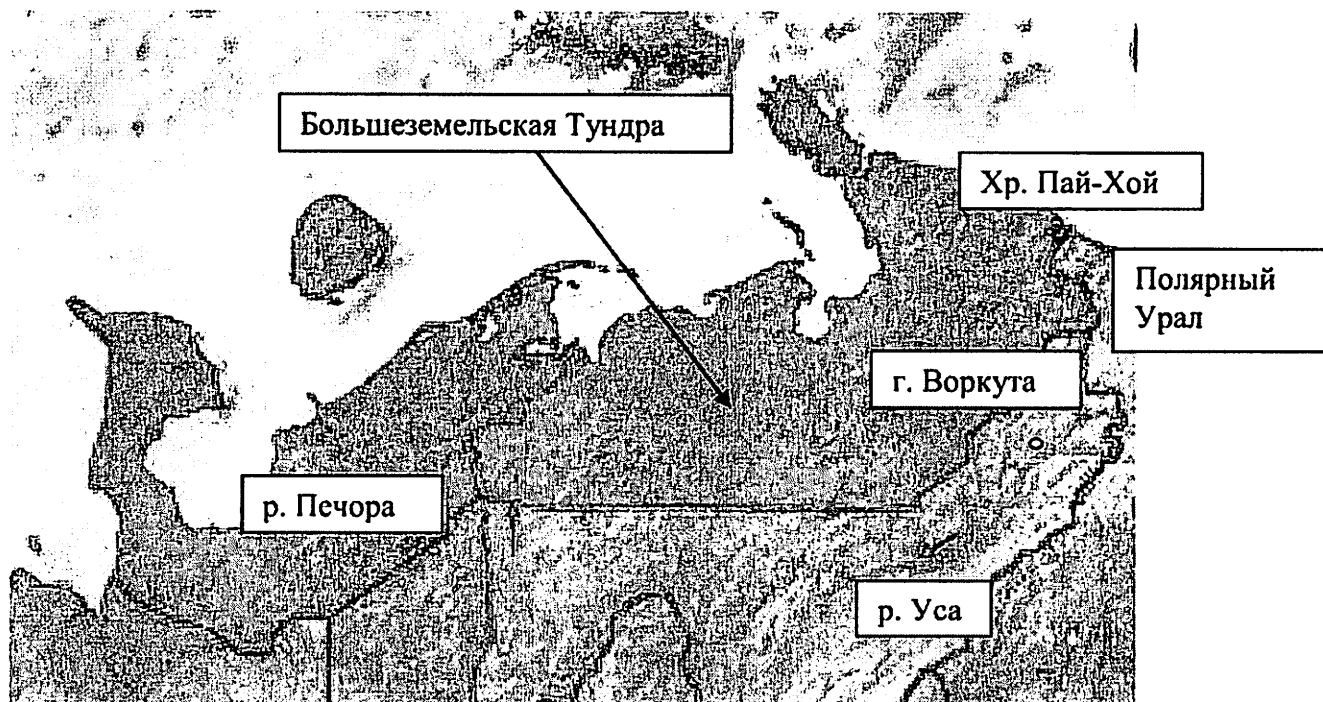 Большеземельская Тундра
Хр. Пай-Хой
Полярный
Урал
г. Воркута
р. Печора
р. Уса